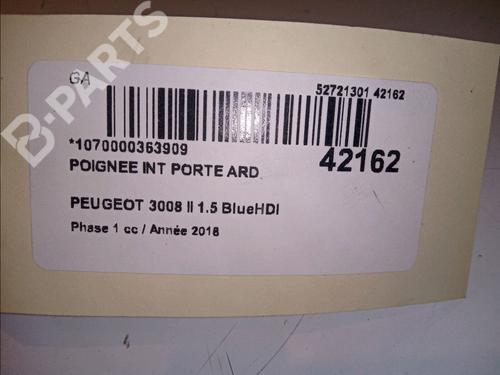 B-PARTS
GA
52721301 42162
*1070000363909
42162
POIGNEE INT PORTE ARD
PEUGEOT 3008 II 1.5 BlueHDI
Phase 1 cc / Année 2018